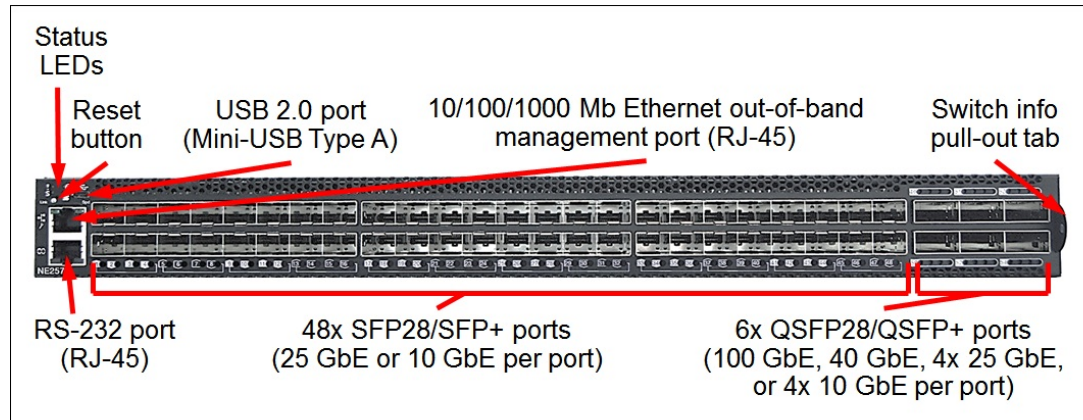 Status
LEDs
Reset
button
USB 2.0 port
(Mini-USB Type A)
10/100/1000 Mb Ethernet out-of-band
management port (RJ-45)
Switch info
pull-out tab
RS-232 port
(RJ-45)
48x SFP28/SFP+ ports
(25 GbE or 10 GbE per port)
6x QSFP28/QSFP+ ports
(100 GbE, 40 GbE, 4x 25 GbE,
or 4x 10 GbE per port)